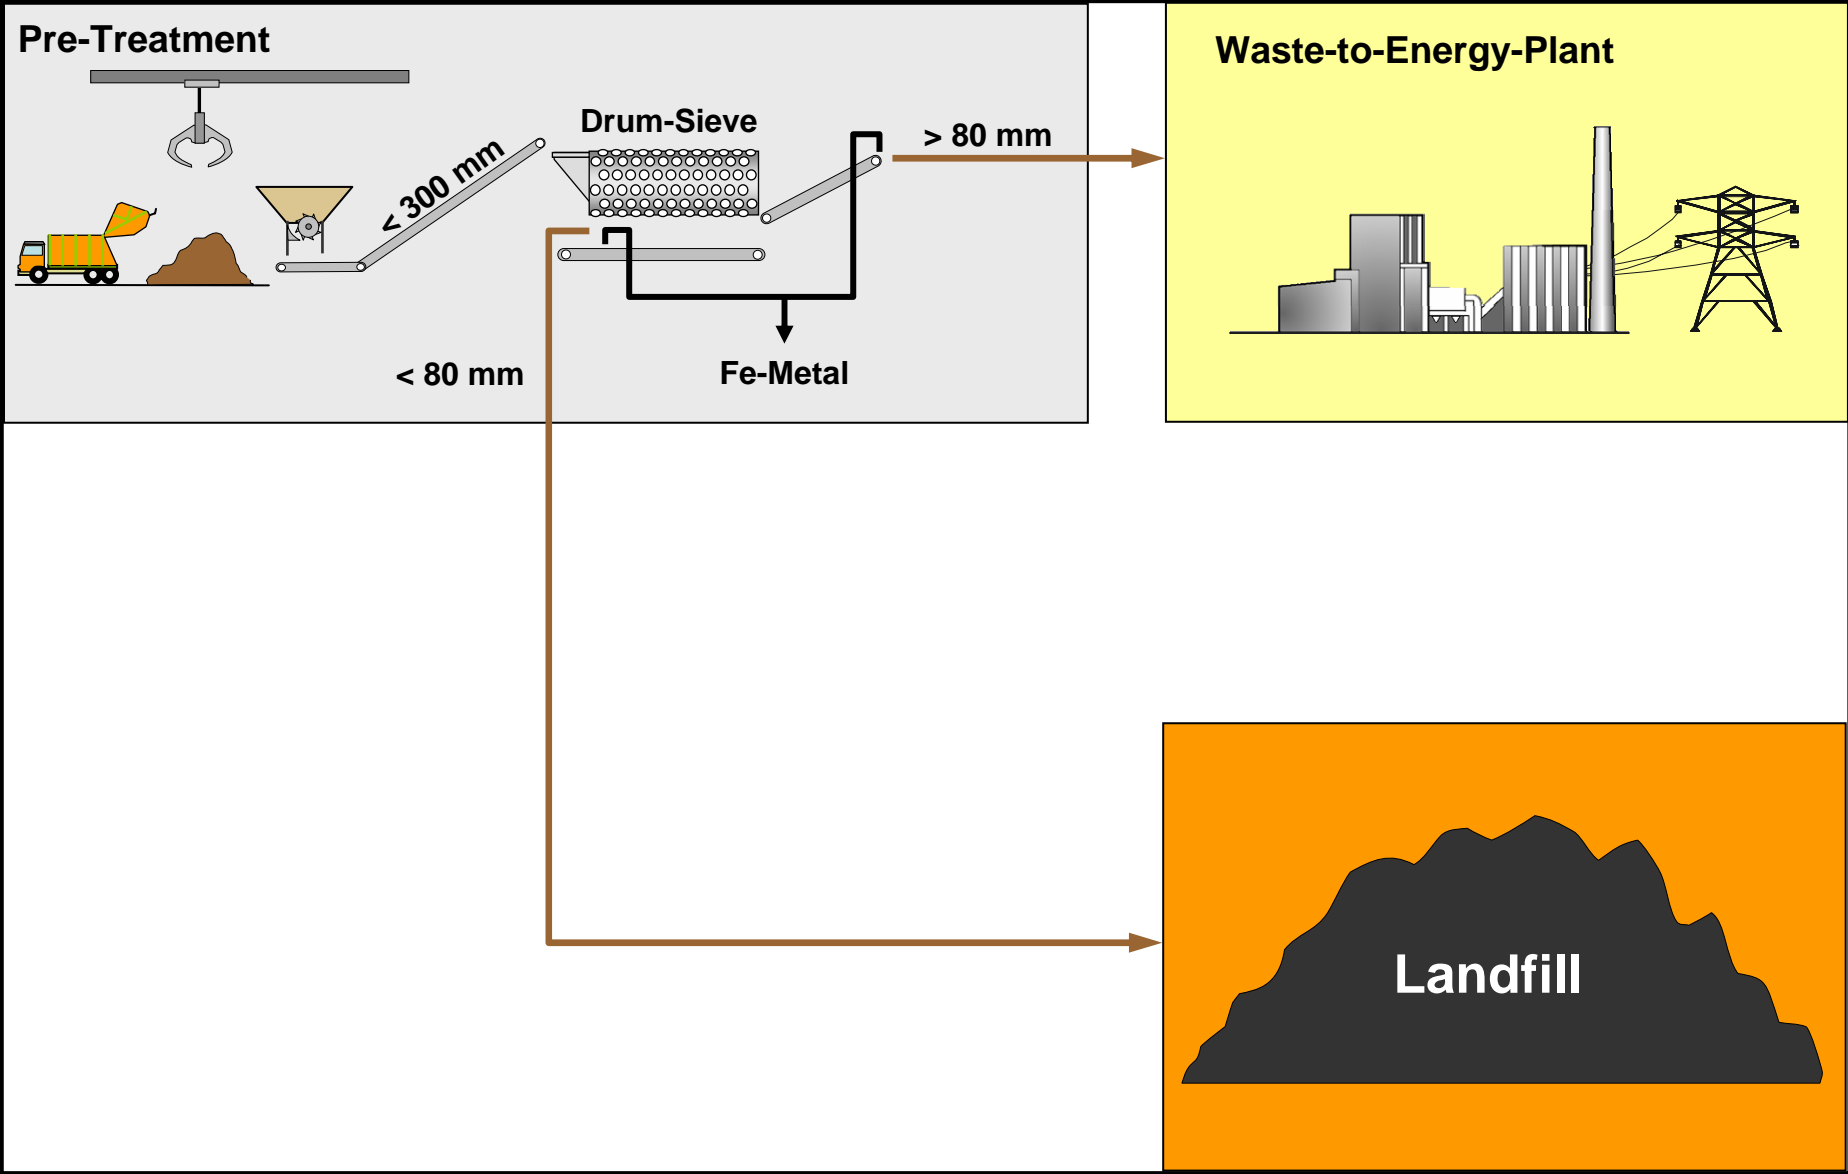 Pre-Treatment
Waste-to-Energy-Plant
Drum-Sieve
> 80 mm
< 300 mm
< 80 mm
Fe-Metal
Landfill